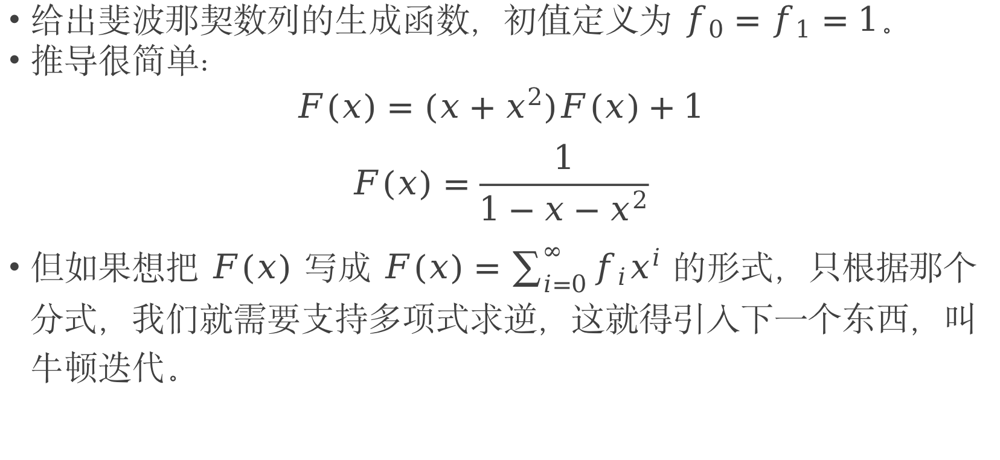 • 给出斐波那契数列的生成函数，初值定义为 $f_0 = f_1 = 1$。
• 推导很简单：
$F(x) = (x + x^2)F(x) + 1$
$F(x) = \frac{1}{1 - x - x^2}$
• 但如果想把 $F(x)$ 写成 $F(x) = \sum_{i=0}^{\infty} f_i x^i$ 的形式，只根据那个
分式，我们就需要支持多项式求逆，这就得引入下一个东西，叫
牛顿迭代。